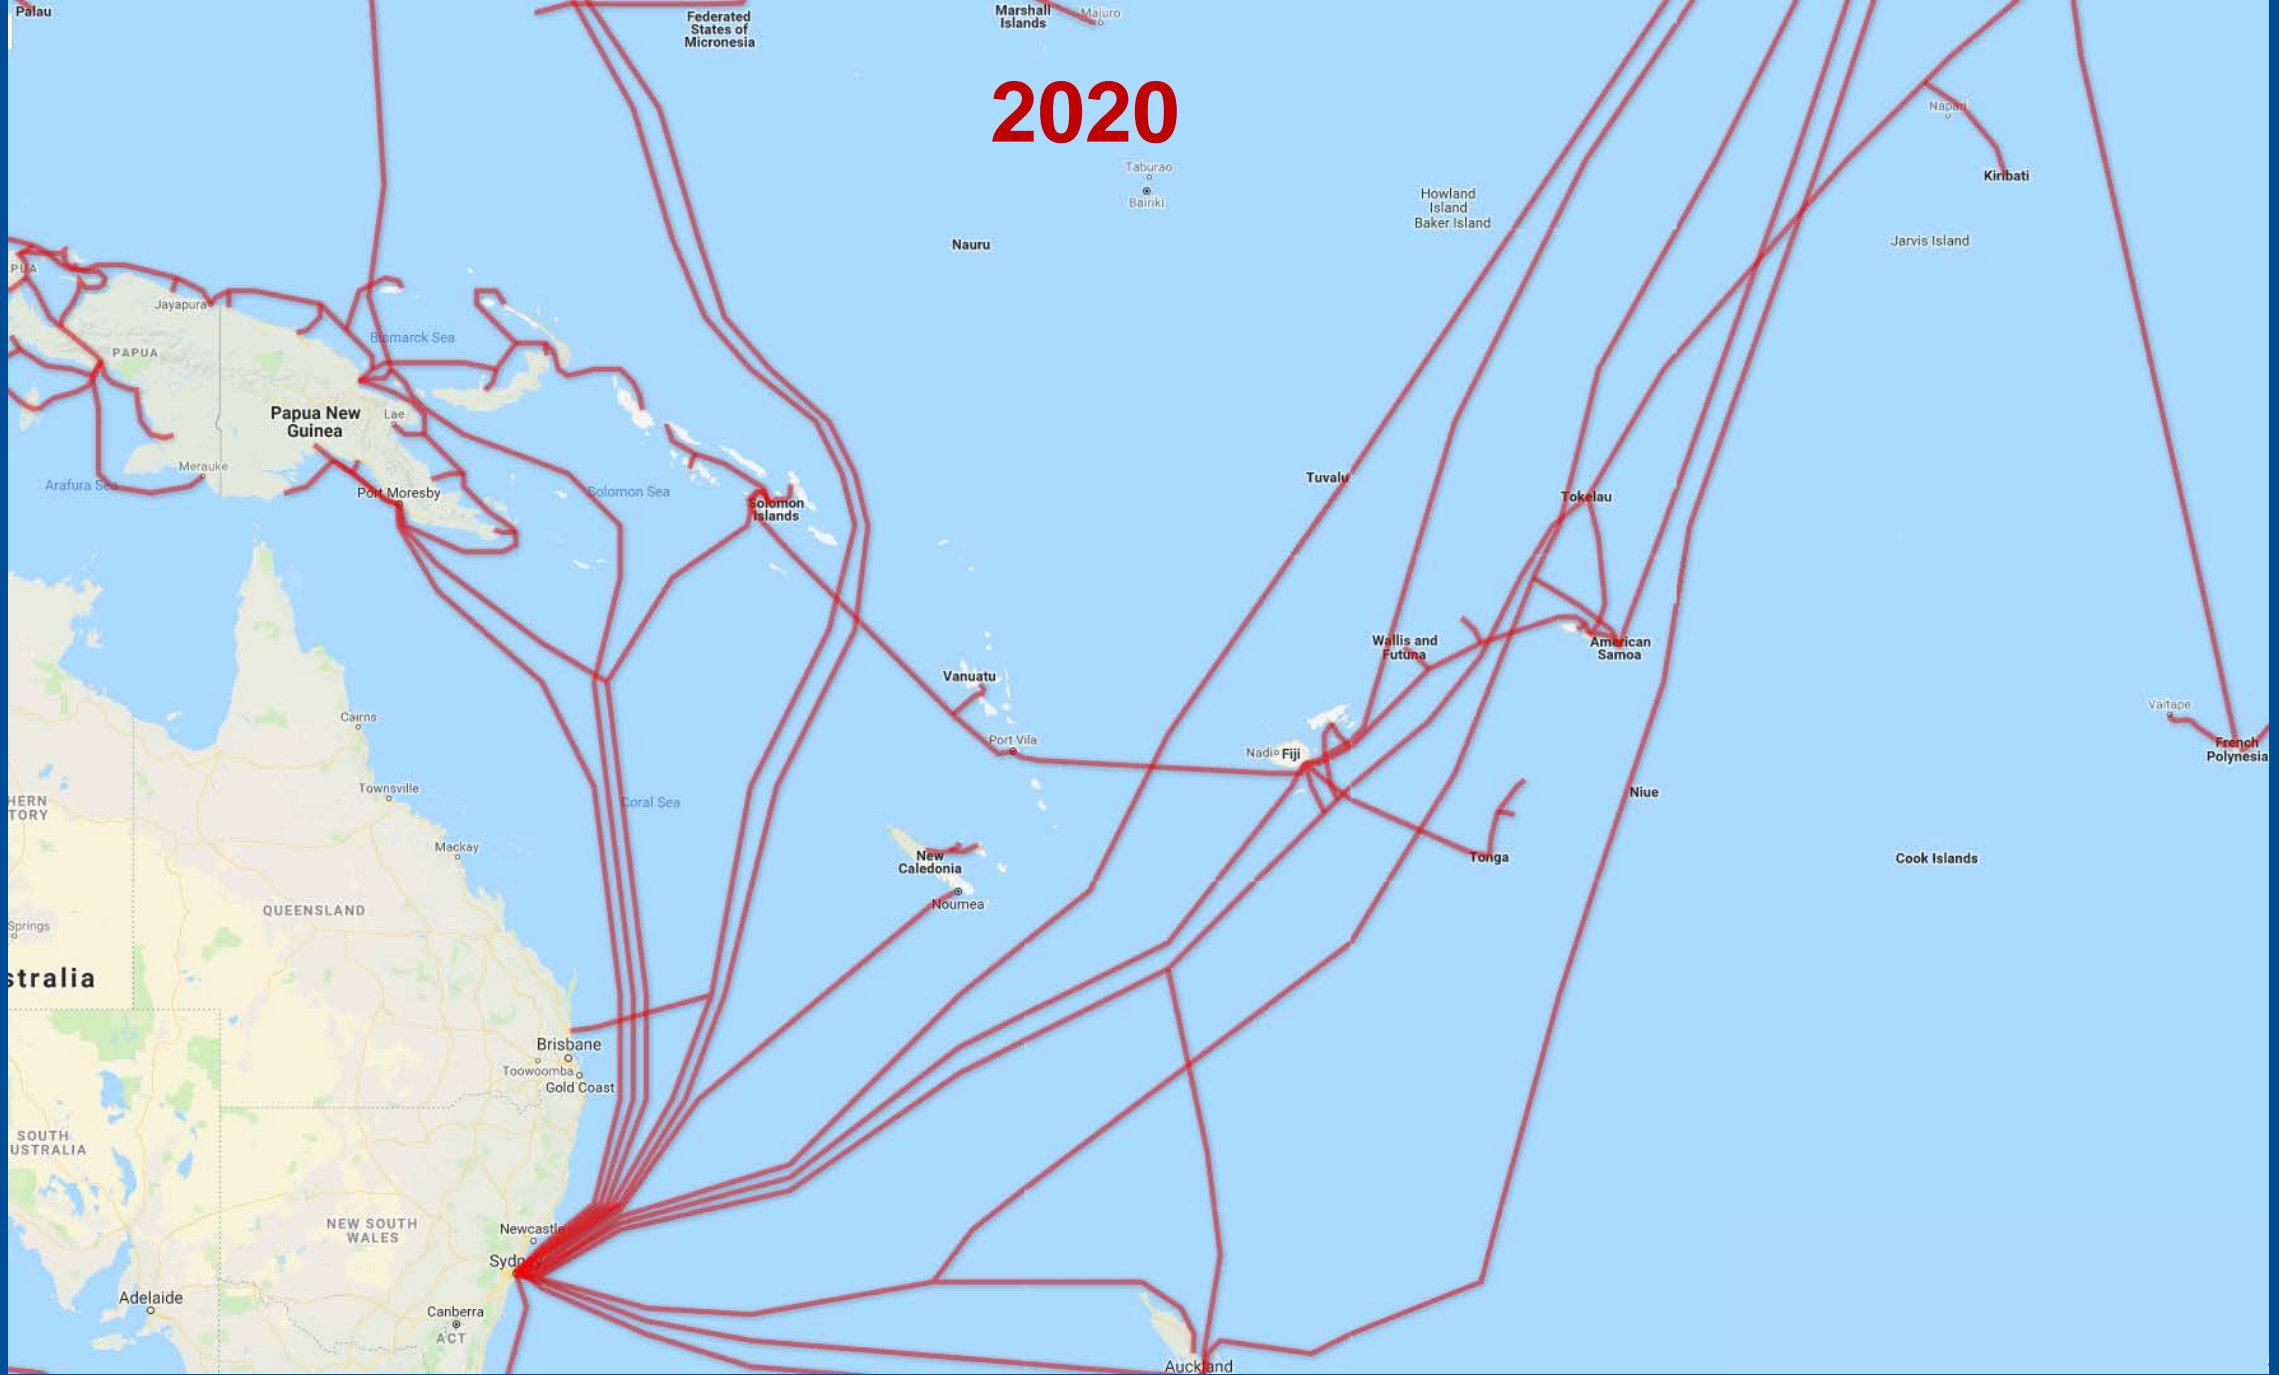 Palau
Federated
States of
Micronesia
Marshall
Islands
Majuro
2020
Napari
Taburao
Bairiki
Kiribati
Howland
Island
Baker Island
Nauru
Jarvis Island
PUA
Jayapura
Bismarck Sea
PAPUA
Papua New
Guinea
Lae
Merauke
Arafura Sea
Port Moresby
Solomon Sea
Solomon
Islands
Tuvalu
Tokelau
Wallis and
Futuna
American
Samoa
Vanuatu
Vaitape
Cairns
Port Vila
Nadi
Fiji
French
Polynesia
Townsville
HERN
TORY
Coral Sea
Niue
Mackay
New
Caledonia
Tonga
Cook Islands
Noumea
QUEENSLAND
Springs
stralia
Brisbane
Toowoomba
Gold Coast
SOUTH
USTRALIA
NEW SOUTH
WALES
Newcastle
Sydney
Adelaide
Canberra
ACT
Auckland